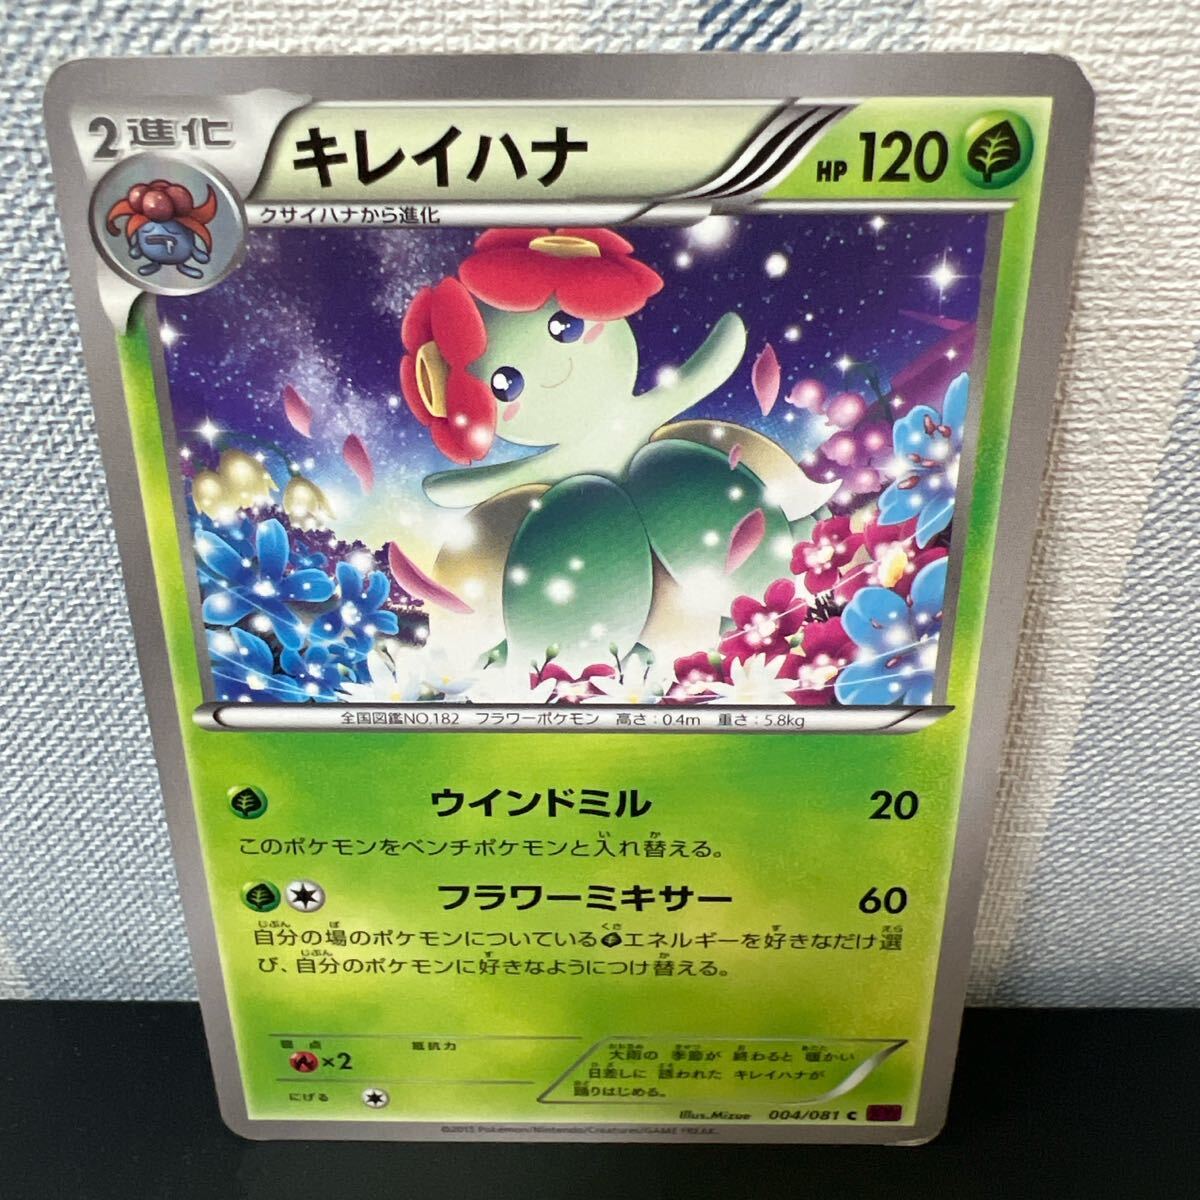 2進化
キレイハナ
HP 120
クサイハナから進化
全国図鑑NO.182 フラワーポケモン 高さ:0.4m 重さ:5.8kg
ウインドミル 20
このポケモンをベンチポケモンと入れ替える。
フラワーミキサー 60
自分の場のポケモンについているエネルギーを好きなだけ選
び、自分のポケモンに好きなようにつけ替える。
弱点 抵抗力
×2
にげる
大雨の 季節が 終わると 暖かい
日差しに 誘われた キレイハナが
踊りはじめる。
Illus.Mizue 004/081 C
©2015 Pokémon/Nintendo/Creatures/GAME FREAK.